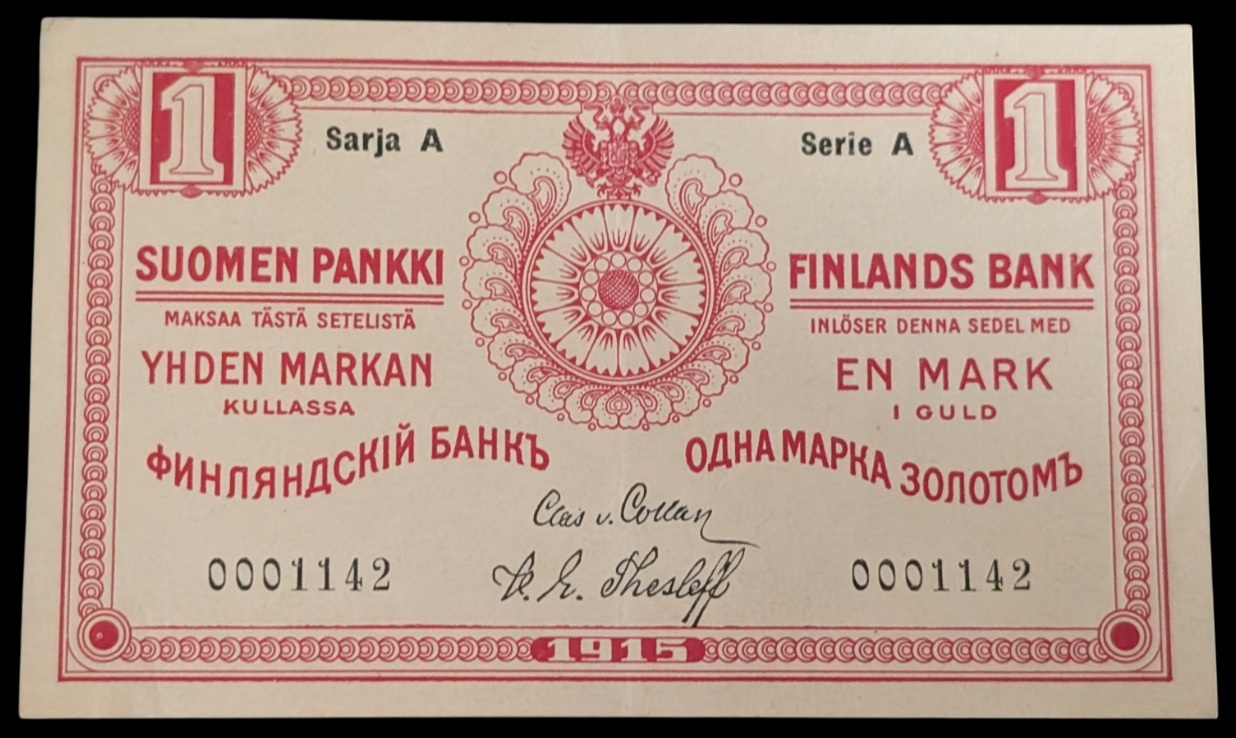 1 1
Sarja A Serie A
SUOMEN PANKKI FINLANDS BANK
MAKSAA TÄSTÄ SETELISTÄ INLÖSER DENNA SEDEL MED
YHDEN MARKAN EN MARK
KULLASSA I GULD
ФИНЛЯНДСКІЙ БАНКЪ ОДНА МАРКА ЗОЛОТОМЪ
Clas v. Collan
0001142 0001142
Thesleff
1915